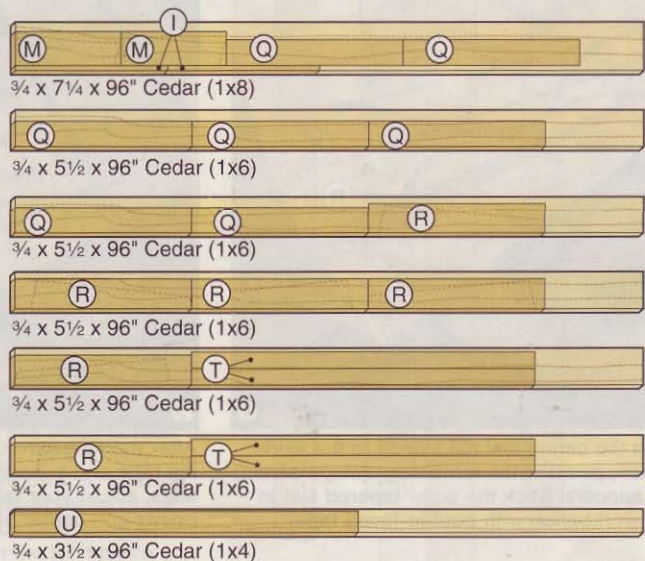 I
M M Q Q
¾ x 7¼ x 96" Cedar (1x8)
Q Q Q
¾ x 5½ x 96" Cedar (1x6)
Q Q R
¾ x 5½ x 96" Cedar (1x6)
R R R
¾ x 5½ x 96" Cedar (1x6)
R T
¾ x 5½ x 96" Cedar (1x6)
R T
¾ x 5½ x 96" Cedar (1x6)
U
¾ x 3½ x 96" Cedar (1x4)